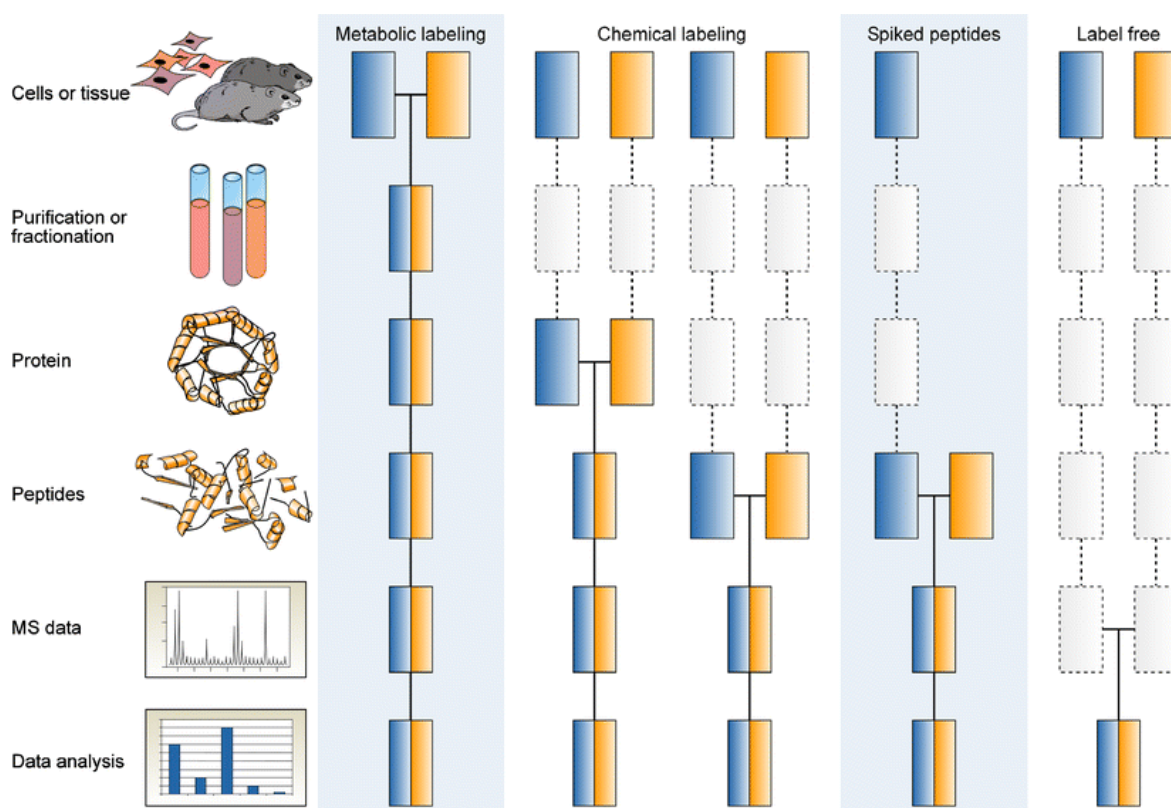 Metabolic labeling
Chemical labeling
Spiked peptides
Label free
Cells or tissue
Purification or
fractionation
Protein
Peptides
MS data
Data analysis